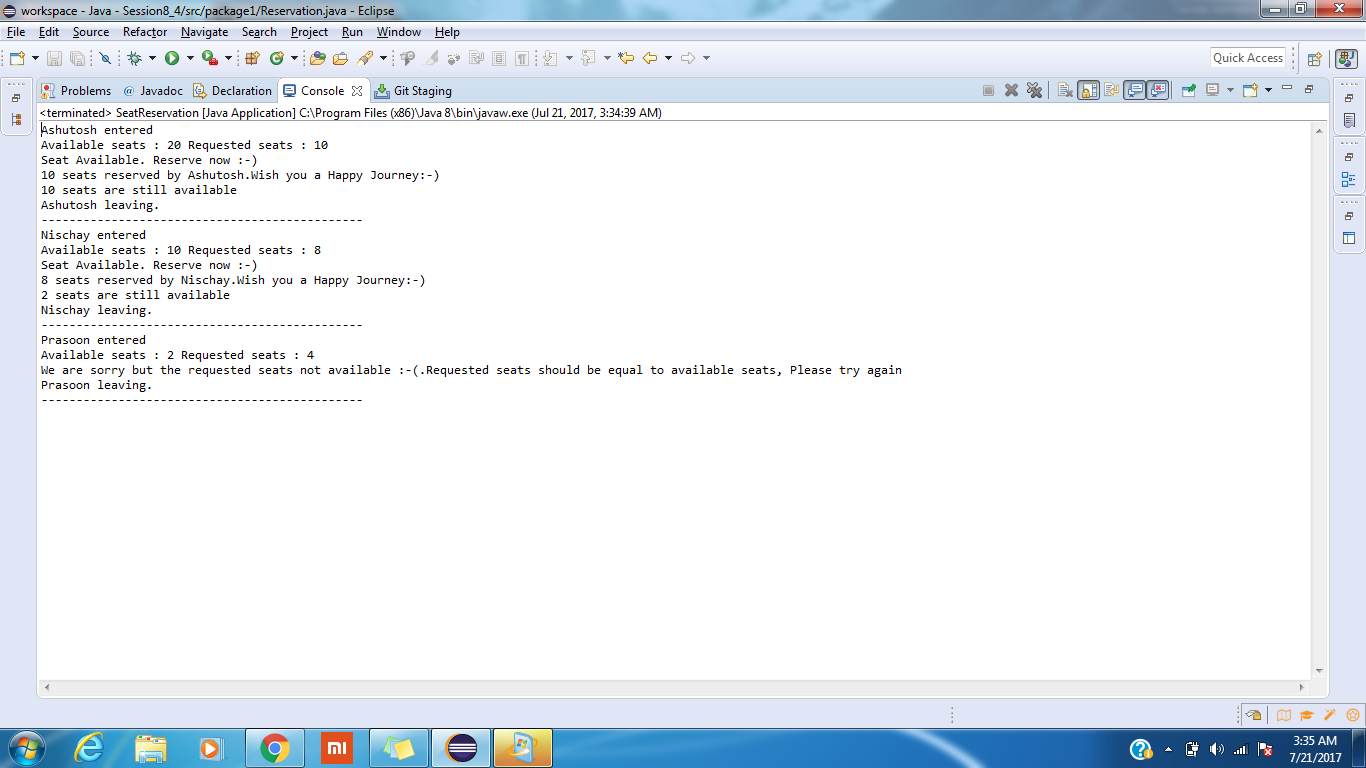 workspace - Java - Session8_4/src/package1/Reservation.java - Eclipse
File Edit Source Refactor Navigate Search Project Run Window Help
Quick Access
Problems @ Javadoc Declaration Console Git Staging
<terminated> SeatReservation [Java Application] C:\Program Files (x86)\Java 8\bin\javaw.exe (Jul 21, 2017, 3:34:39 AM)
Ashutosh entered
Available seats : 20 Requested seats : 10
Seat Available. Reserve now :-)
10 seats reserved by Ashutosh.Wish you a Happy Journey:-)
10 seats are still available
Ashutosh leaving.
----------------------------------------------
Nischay entered
Available seats : 10 Requested seats : 8
Seat Available. Reserve now :-)
8 seats reserved by Nischay.Wish you a Happy Journey:-)
2 seats are still available
Nischay leaving.
----------------------------------------------
Prasoon entered
Available seats : 2 Requested seats : 4
We are sorry but the requested seats not available :-(.Requested seats should be equal to available seats, Please try again
Prasoon leaving.
----------------------------------------------
mi
3:35 AM
7/21/2017